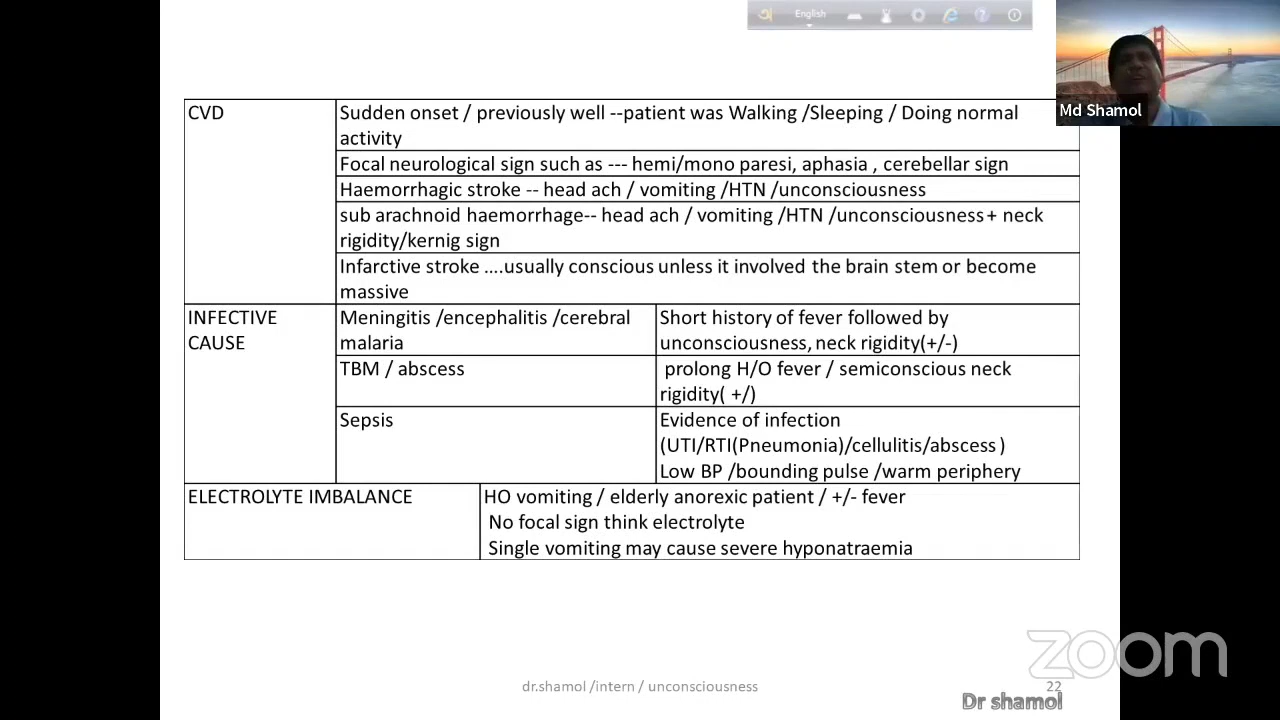 English
Md Shamol
CVD
Sudden onset / previously well --patient was Walking /Sleeping / Doing normal
activity
Focal neurological sign such as --- hemi/mono paresi, aphasia , cerebellar sign
Haemorrhagic stroke -- head ach / vomiting /HTN /unconsciousness
sub arachnoid haemorrhage-- head ach / vomiting /HTN /unconsciousness+ neck
rigidity/kernig sign
Infarctive stroke ....usually conscious unless it involved the brain stem or become
massive
INFECTIVE
CAUSE
Meningitis /encephalitis /cerebral
malaria
Short history of fever followed by
unconsciousness, neck rigidity(+/-)
TBM / abscess
prolong H/O fever / semiconscious neck
rigidity( +/)
Sepsis
Evidence of infection
(UTI/RTI(Pneumonia)/cellulitis/abscess )
Low BP /bounding pulse /warm periphery
ELECTROLYTE IMBALANCE
HO vomiting / elderly anorexic patient / +/- fever
No focal sign think electrolyte
Single vomiting may cause severe hyponatraemia
zoom
dr.shamol /intern / unconsciousness
22
Dr shamol